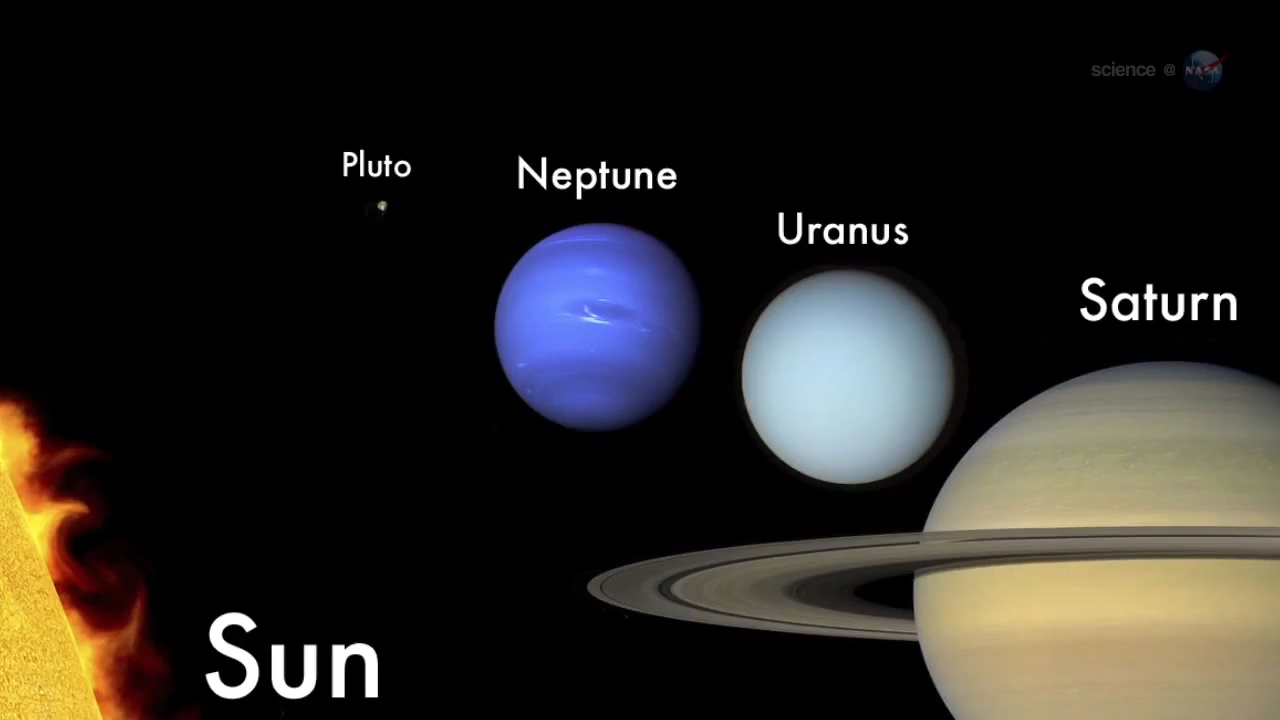 science @ NASA
Pluto
Neptune
Uranus
Saturn
Sun